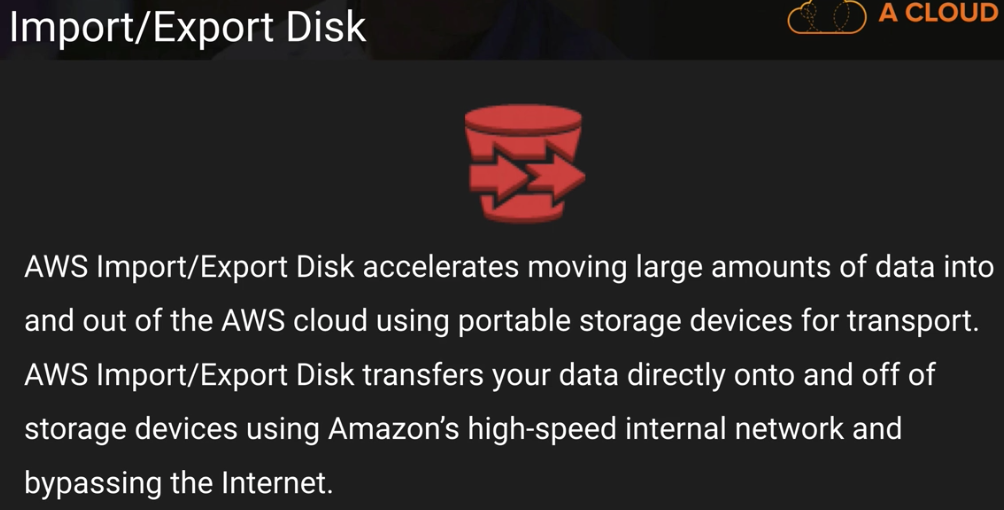 Import/Export Disk
A CLOUD
AWS Import/Export Disk accelerates moving large amounts of data into
and out of the AWS cloud using portable storage devices for transport.
AWS Import/Export Disk transfers your data directly onto and off of
storage devices using Amazon’s high-speed internal network and
bypassing the Internet.